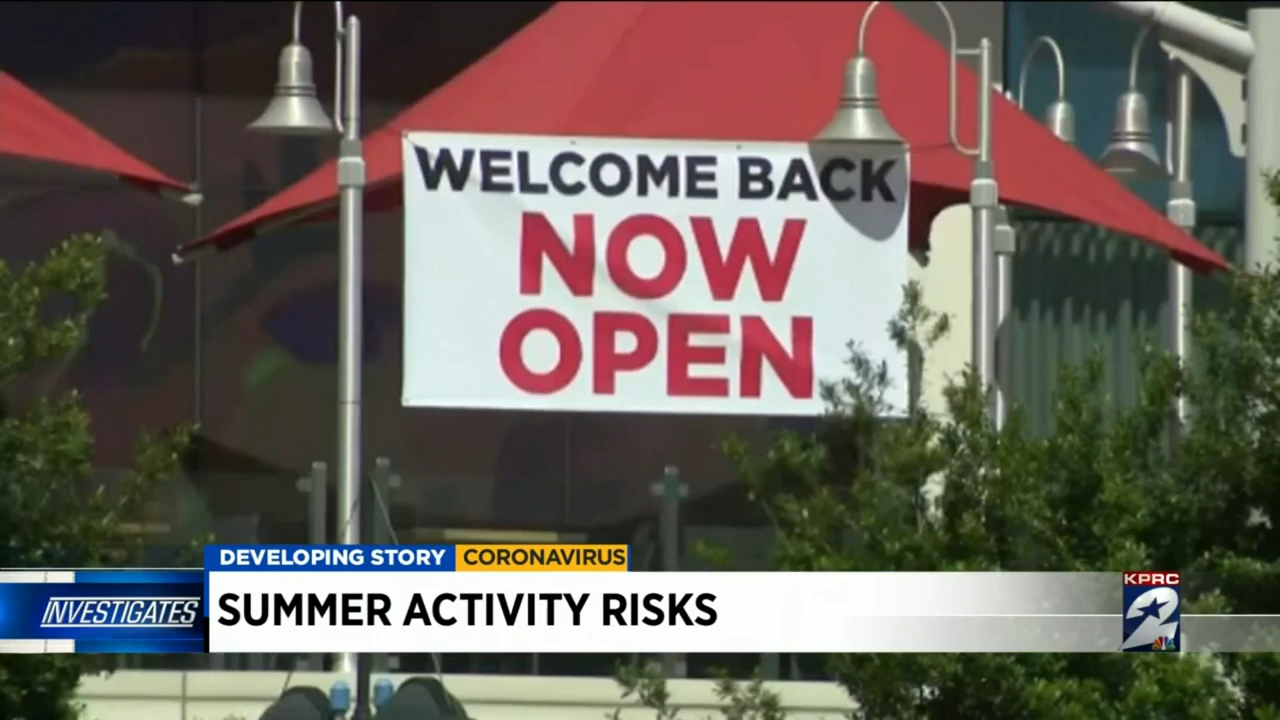 WELCOME BACK
NOW
OPEN
DEVELOPING STORY CORONAVIRUS
INVESTIGATES SUMMER ACTIVITY RISKS
KPRC
2